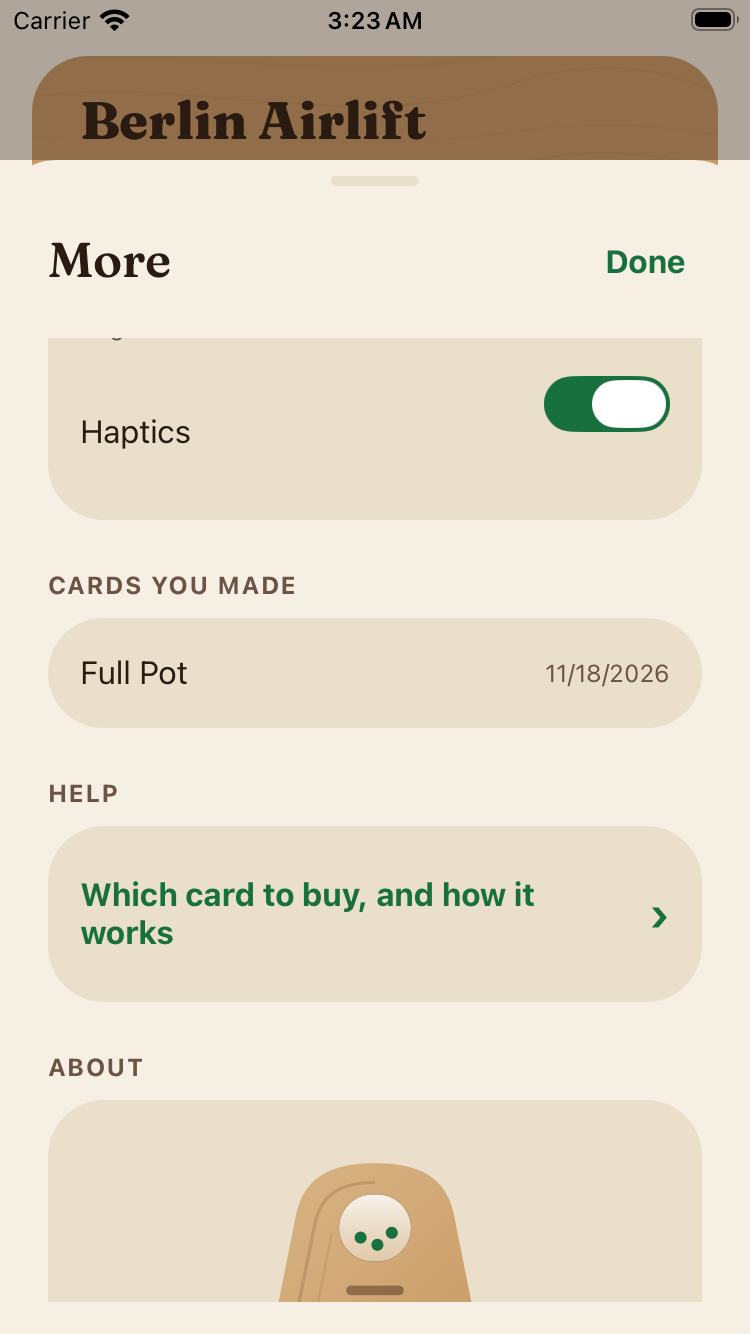 Carrier
3:23 AM
Berlin Airlift
More
Done
Haptics
CARDS YOU MADE
Full Pot
11/18/2026
HELP
Which card to buy, and how it
works
ABOUT